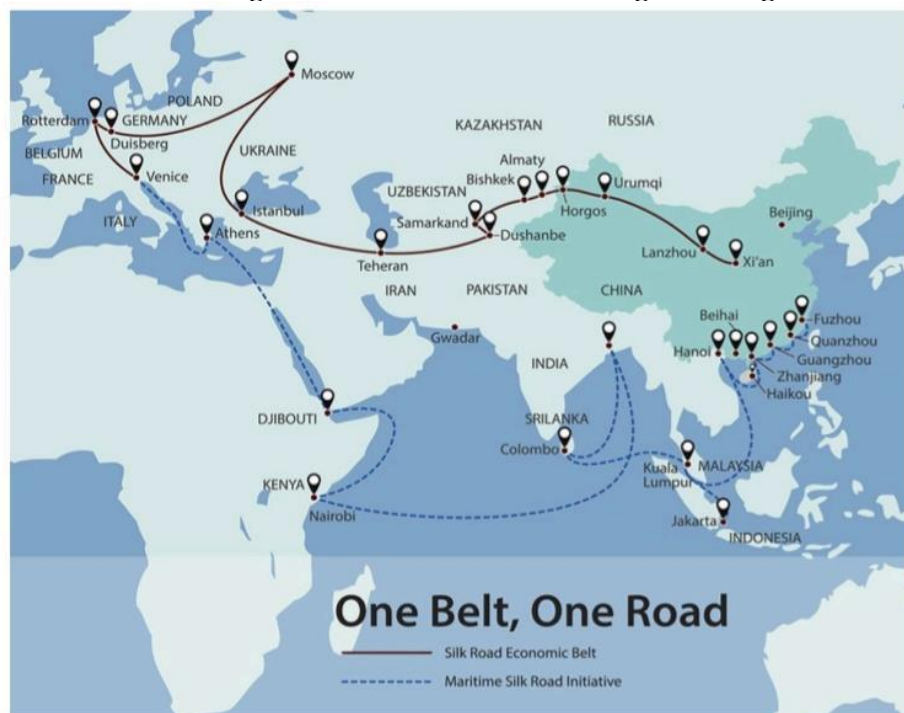 Moscow
POLAND
Rotterdam
GERMANY
Duisberg
BELGIUM
FRANCE
Venice
UKRAINE
ITALY
Istanbul
Athens
KAZAKHSTAN
RUSSIA
Almaty
Bishkek
Urumqi
UZBEKISTAN
Horgos
Samarkand
Dushanbe
Beijing
Teheran
Lanzhou
Xi'an
IRAN
PAKISTAN
CHINA
Gwadar
Beihai
Fuzhou
Quanzhou
Hanoi
Guangzhou
INDIA
Zhanjiang
Haikou
DJIBOUTI
SRILANKA
Colombo
Kuala
Lumpur
MALAYSIA
KENYA
Nairobi
Jakarta
INDONESIA
One Belt, One Road
Silk Road Economic Belt
Maritime Silk Road Initiative